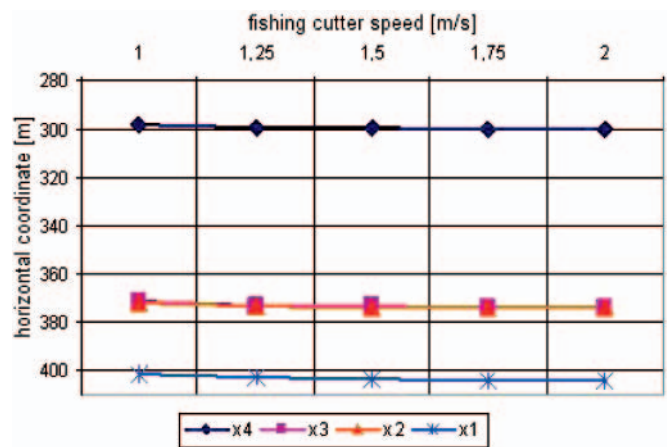 fishing cutter speed [m/s]
1 1,25 1,5 1,75 2
horizontal coordinate [m]
280
300
320
340
360
380
400
x4 x3 x2 x1